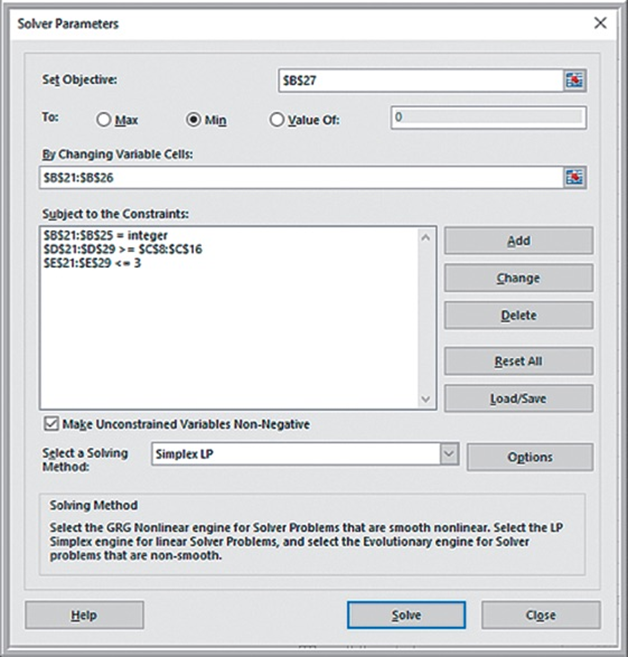 Solver Parameters
Set Objective:
$B$27
To:
Max
Min
Value Of:
0
By Changing Variable Cells:
$B$21:$B$26
Subject to the Constraints:
$B$21:$B$25 = integer
$D$21:$D$29 >= $C$8:$C$16
$E$21:$E$29 <= 3
Add
Change
Delete
Reset All
Load/Save
Make Unconstrained Variables Non-Negative
Select a Solving
Method:
Simplex LP
Options
Solving Method
Select the GRG Nonlinear engine for Solver Problems that are smooth nonlinear. Select the LP
Simplex engine for linear Solver Problems, and select the Evolutionary engine for Solver
problems that are non-smooth.
Help
Solve
Close